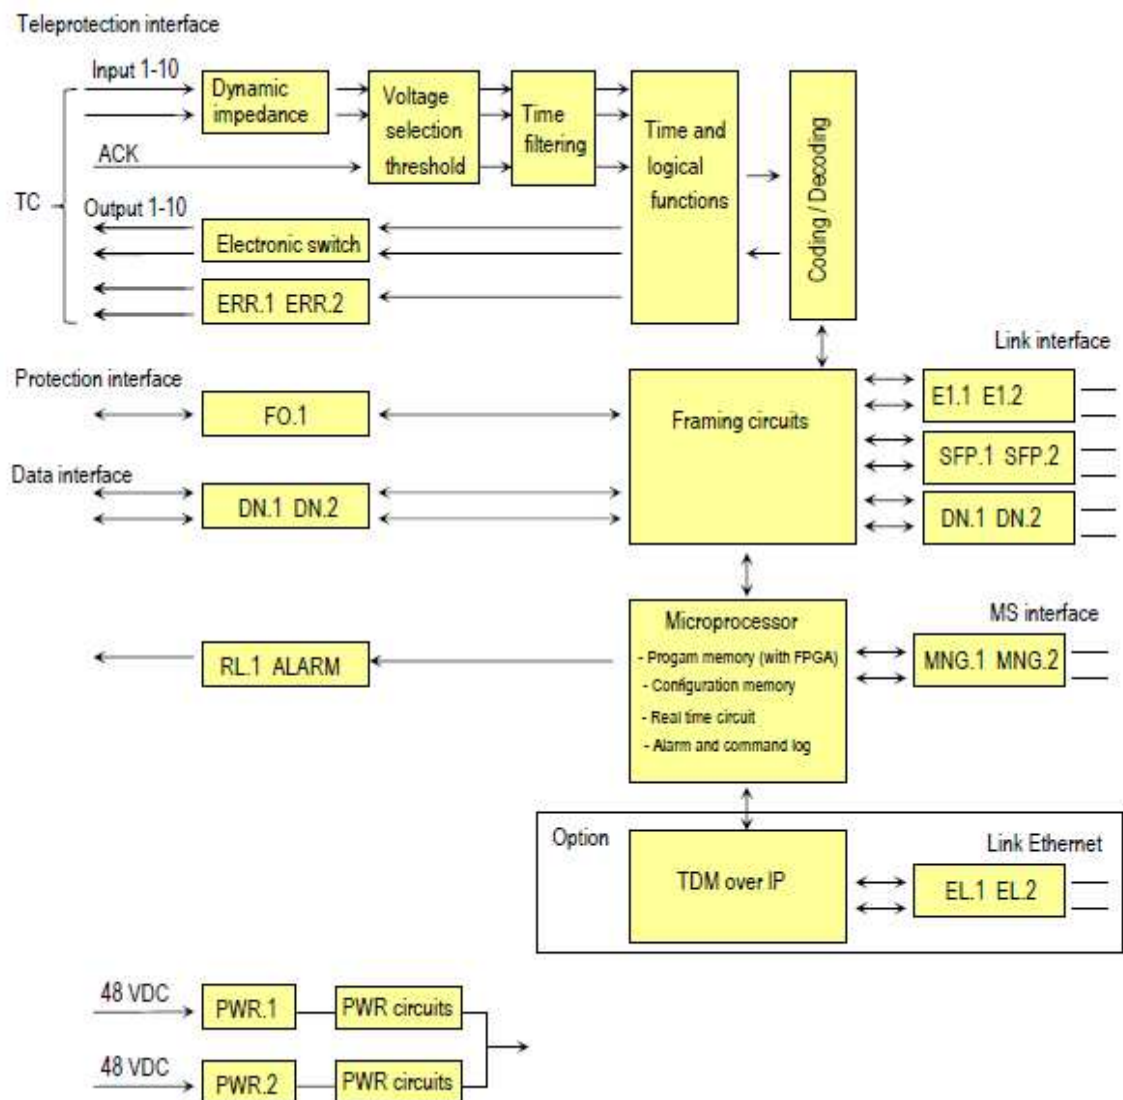 Teleprotection interface
Input 1-10
Dynamic
impedance
Voltage
selection
threshold
Time
filtering
Time and
logical
functions
Coding / Decoding
ACK
TC
Output 1-10
Electronic switch
ERR.1 ERR.2
Link interface
Protection interface
FO.1
Framing circuits
E1.1 E1.2
SFP.1 SFP.2
Data interface
DN.1 DN.2
DN.1 DN.2
MS interface
Microprocessor
- Progam memory (with FPGA)
- Configuration memory
- Real time circuit
- Alarm and command log
RL.1 ALARM
MNG.1 MNG.2
Option
Link Ethernet
TDM over IP
EL.1 EL.2
48 VDC
PWR.1
PWR circuits
48 VDC
PWR.2
PWR circuits